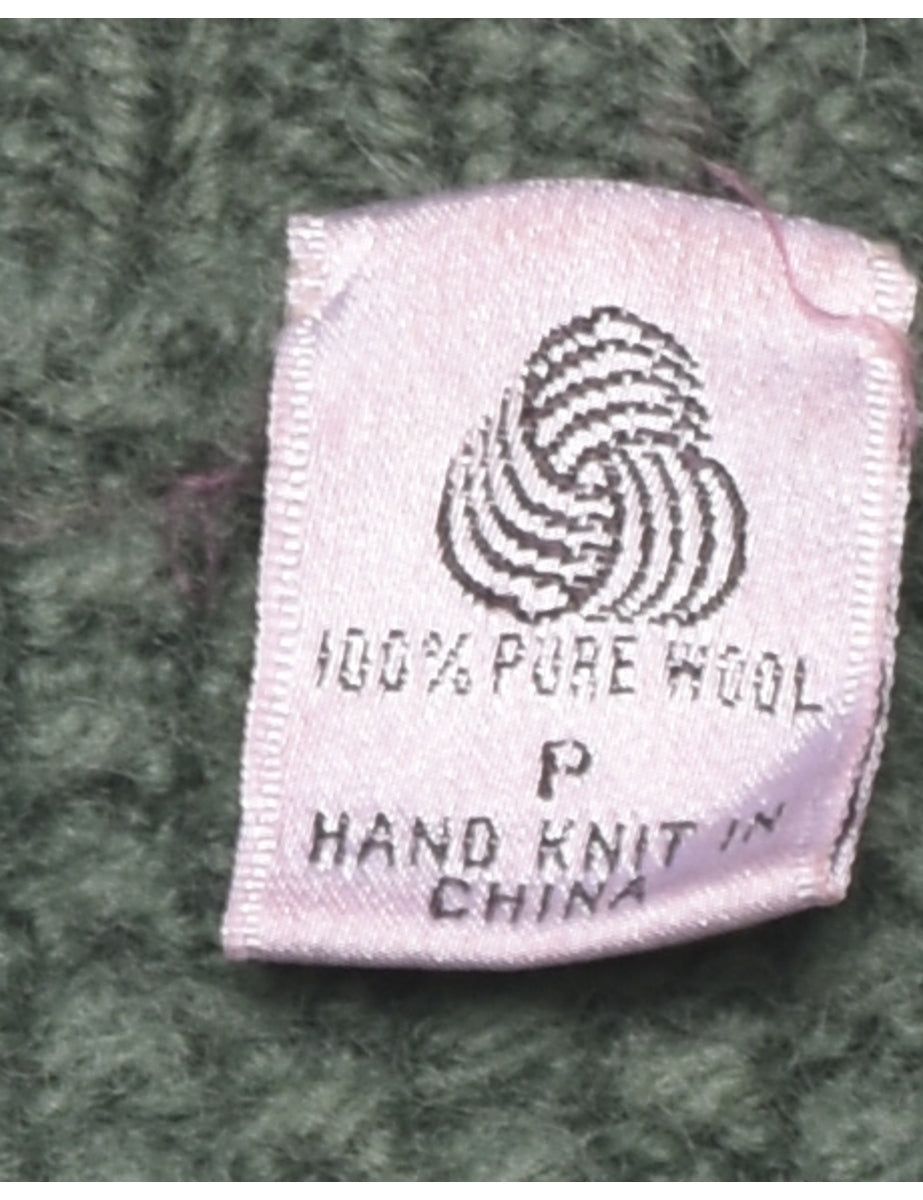 100% PURE WOOL
P
HAND KNIT IN
CHINA